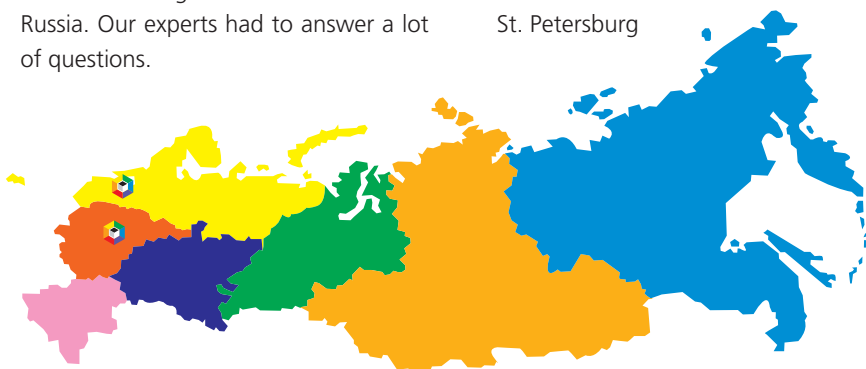 Russia. Our experts had to answer a lot
of questions.
St. Petersburg